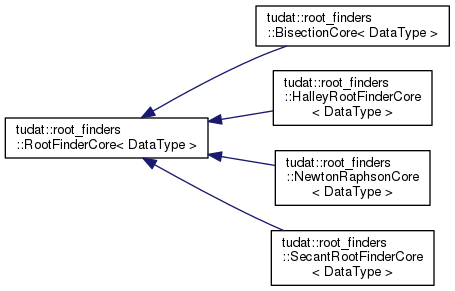 tudat::root_finders
::BisectionCore< DataType >
tudat::root_finders
::HalleyRootFinderCore
< DataType >
tudat::root_finders
::RootFinderCore< DataType >
tudat::root_finders
::NewtonRaphsonCore
< DataType >
tudat::root_finders
::SecantRootFinderCore
< DataType >